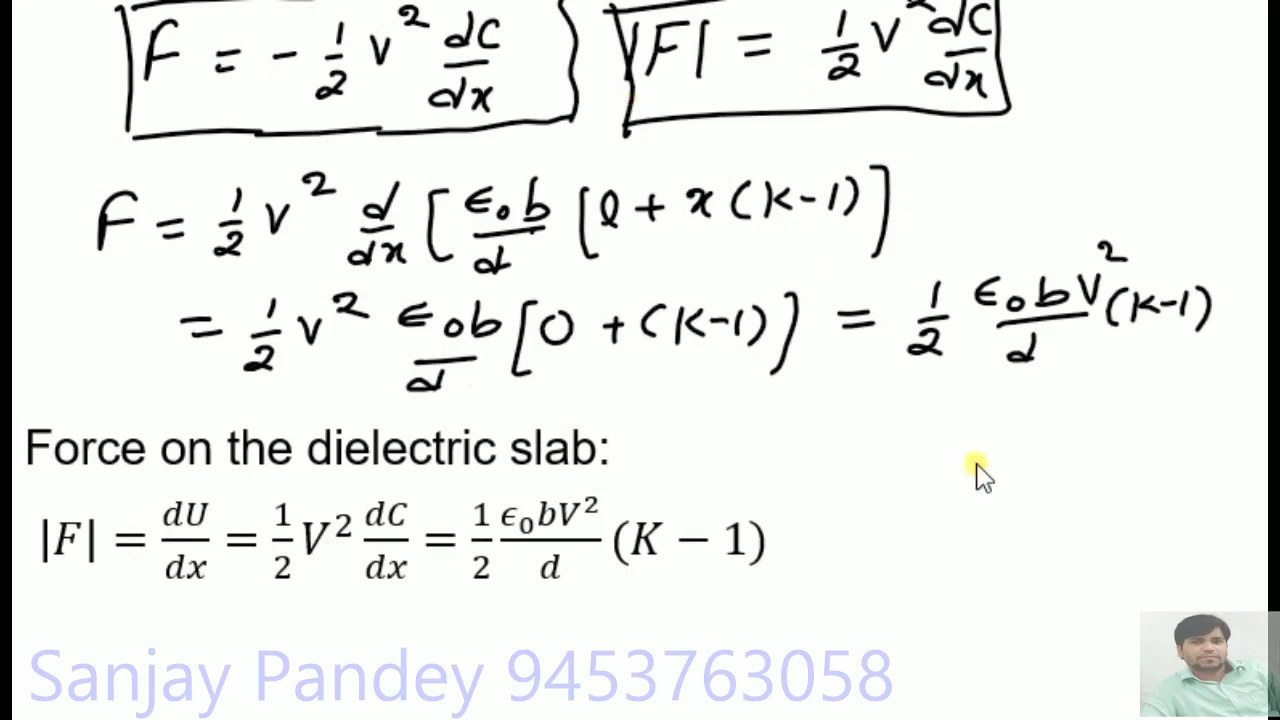 F = - 1/2 V² dC/dx } |F| = 1/2 V² dC/dx
F = 1/2 V² d/dx [ ε₀b/d [l + x(K-1)]
= 1/2 V² ε₀b/d [0 + (K-1)] = 1/2 ε₀bV²/d (K-1)
Force on the dielectric slab:
|F| = dU/dx = 1/2 V² dC/dx = 1/2 ϵ₀bV²/d (K − 1)
Sanjay Pandey 9453763058